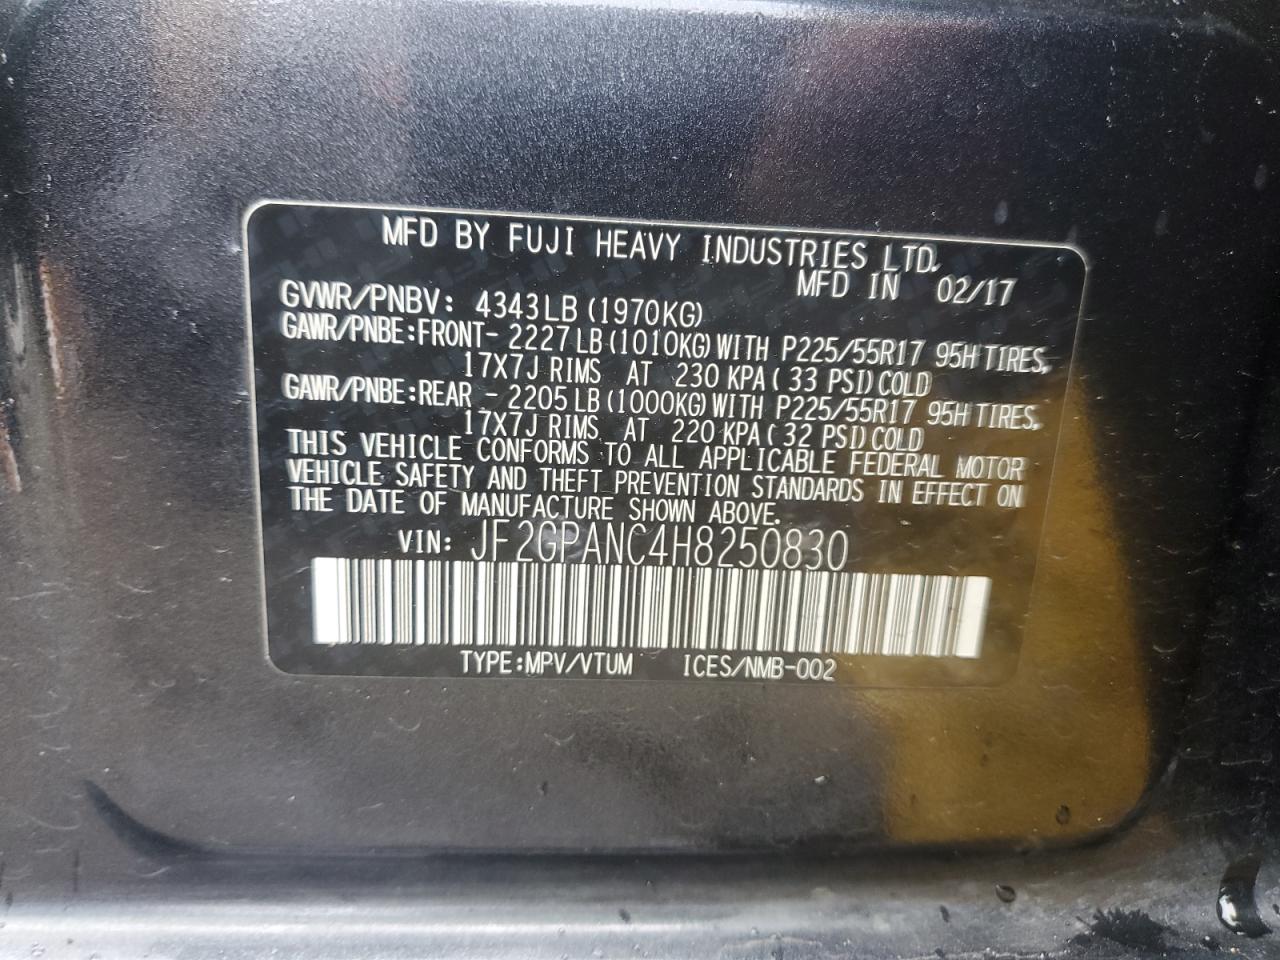 MFD BY FUJI HEAVY INDUSTRIES LTD.
MFD IN 02/17
GVWR/PNBV: 4343LB (1970KG)
GAWR/PNBE:FRONT- 2227LB (1010KG) WITH P225/55R17 95H TIRES,
17X7J RIMS AT 230 KPA (33 PSI) COLD
GAWR/PNBE:REAR - 2205LB (1000KG) WITH P225/55R17 95H TIRES,
17X7J RIMS AT 220 KPA (32 PSI) COLD
THIS VEHICLE CONFORMS TO ALL APPLICABLE FEDERAL MOTOR
VEHICLE SAFETY AND THEFT PREVENTION STANDARDS IN EFFECT ON
THE DATE OF MANUFACTURE SHOWN ABOVE.
VIN: JF2GPANC4H8250830
TYPE:MPV/VTUM ICES/NMB-002